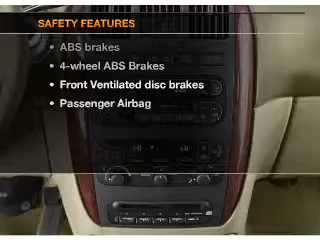 SAFETY FEATURES
• ABS brakes
• 4-wheel ABS Brakes
• Front Ventilated disc brakes
• Passenger Airbag